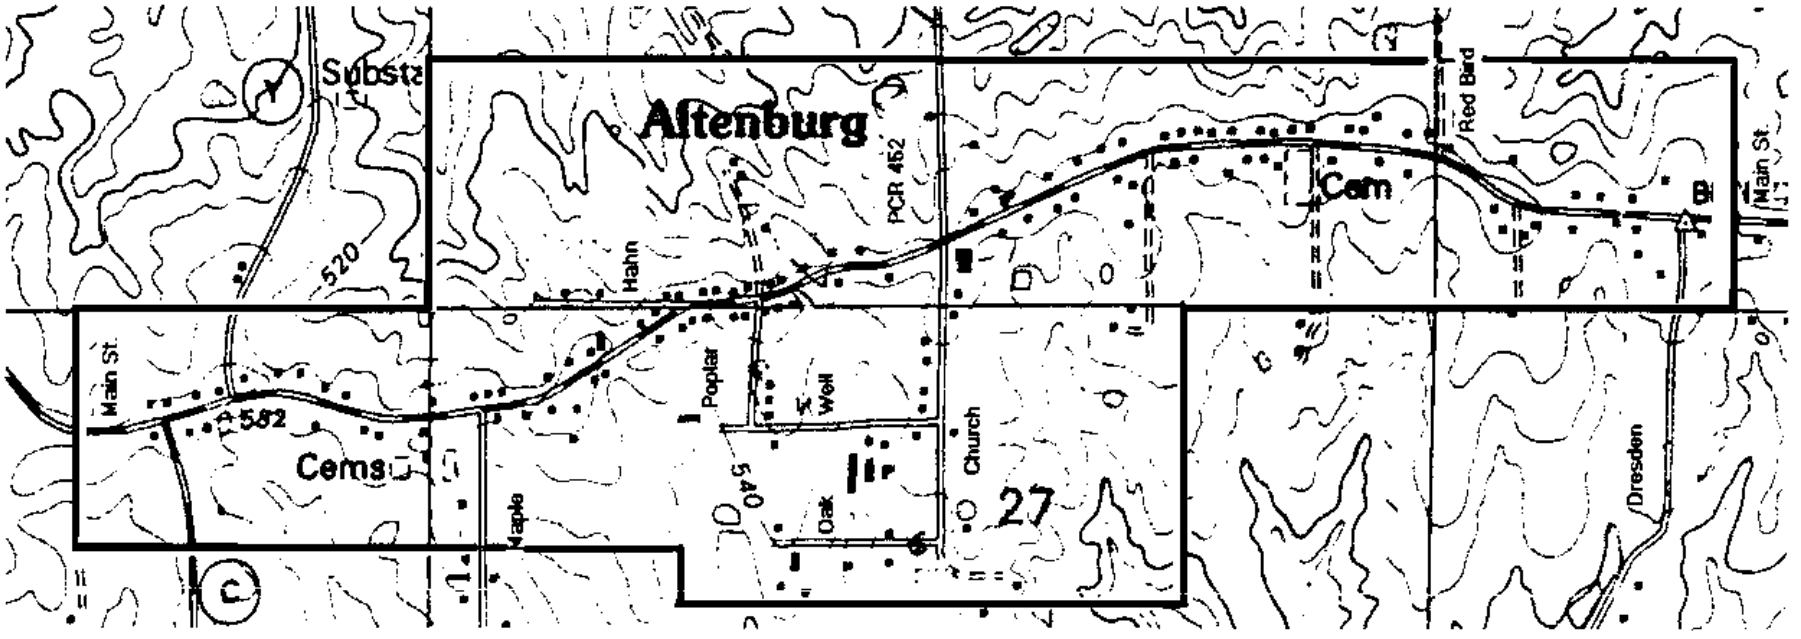 Y
Substa
Altenburg
PCR 452
Red Bird
Main St.
Cem
520
Hahn
Main St.
582
Poplar
Well
Church
Cems
Maple
540
Oak
27
Dresden
C